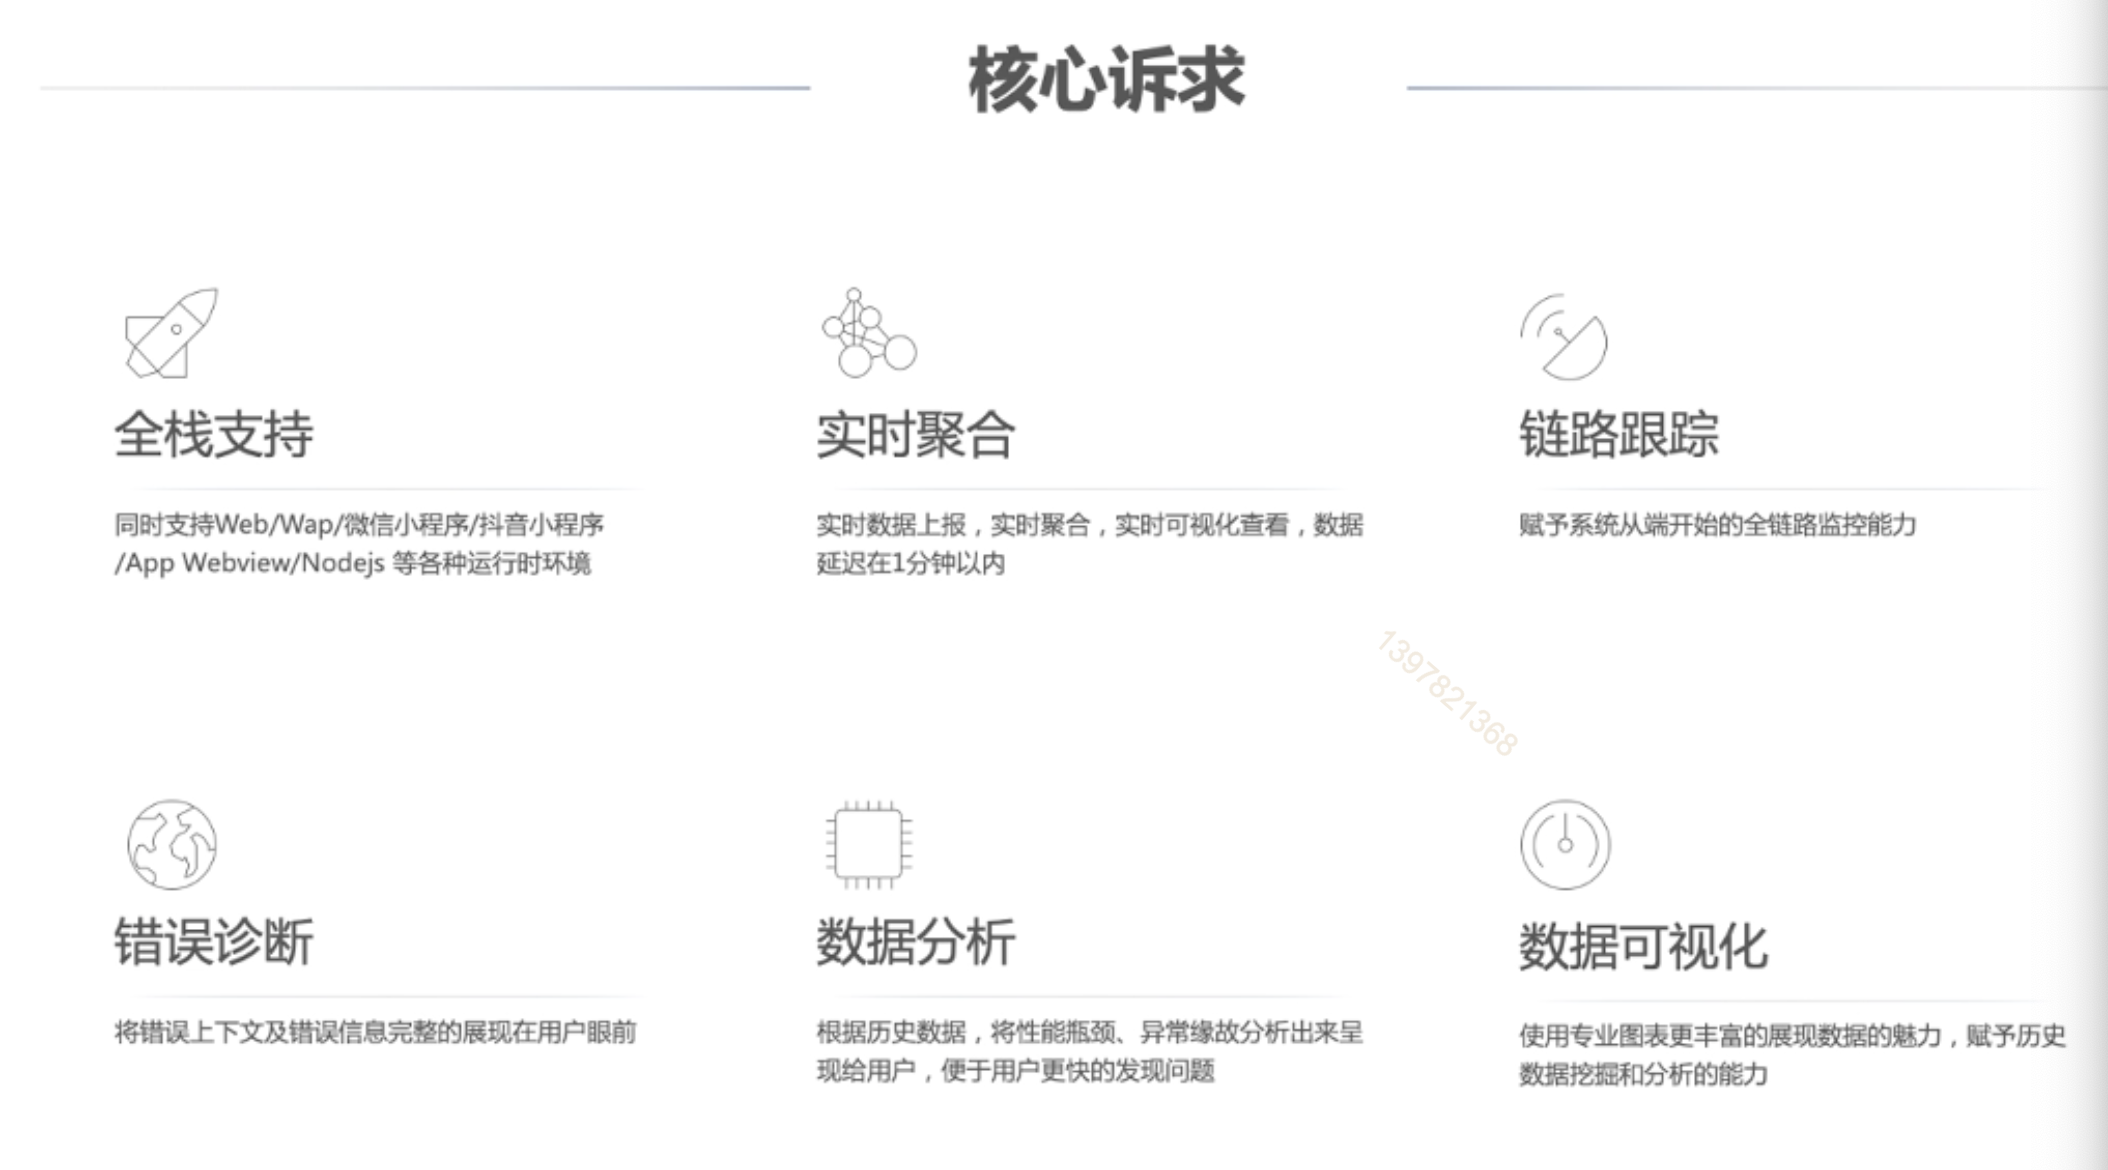 核心诉求
全栈支持
同时支持Web/Wap/微信小程序/抖音小程序
/App Webview/Nodejs 等各种运行时环境
实时聚合
实时数据上报，实时聚合，实时可视化查看，数据
延迟在1分钟以内
链路跟踪
赋予系统从端开始的全链路监控能力
1397821368
错误诊断
将错误上下文及错误信息完整的展现在用户眼前
数据分析
根据历史数据，将性能瓶颈、异常缘故分析出来呈
现给用户，便于用户更快的发现问题
数据可视化
使用专业图表更丰富的展现数据的魅力，赋予历史
数据挖掘和分析的能力